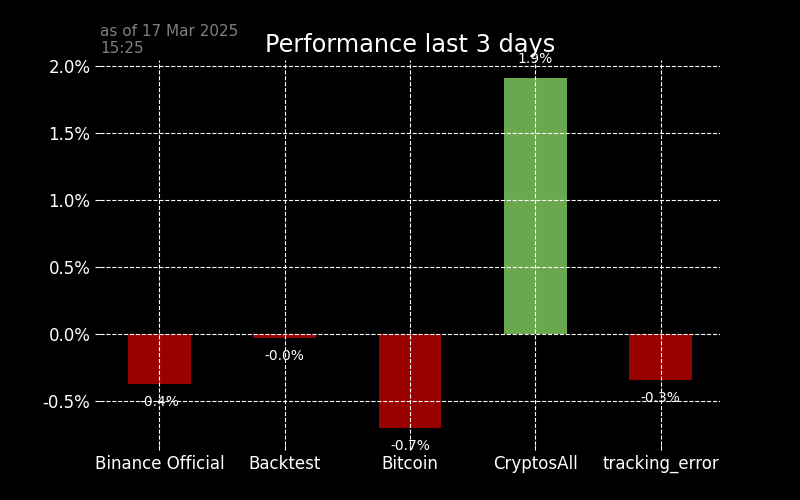 as of 17 Mar 2025
15:25
Performance last 3 days
2.0%
1.5%
1.0%
0.5%
0.0%
-0.5%
1.9%
-0.4%
-0.0%
-0.7%
-0.3%
Binance Official
Backtest
Bitcoin
CryptosAll
tracking_error